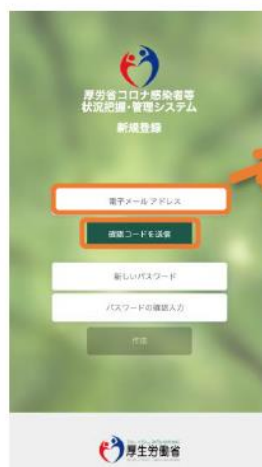 厚労省コロナ感染者等
状況把握・管理システム
新規登録
電子メール アドレス
確認コードを送信
新しいパスワード
パスワードの確認入力
作成
厚生労働省